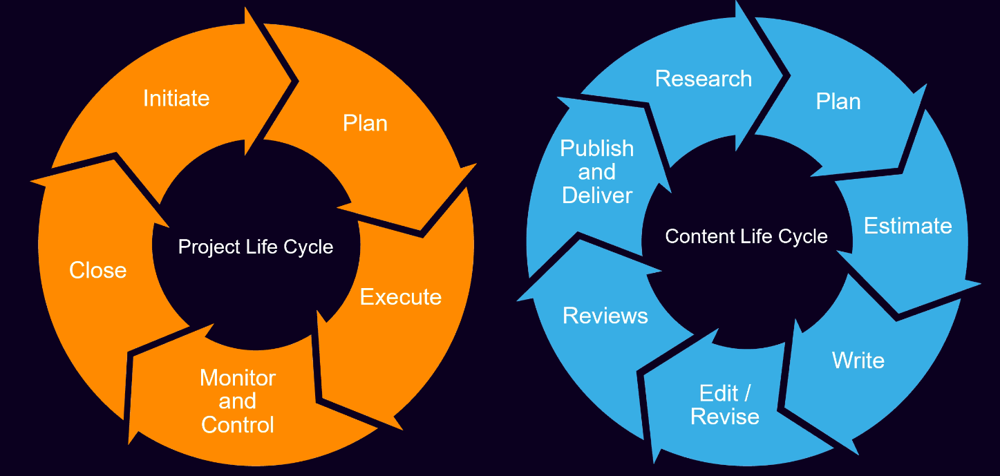 Initiate
Plan
Execute
Monitor
and
Control
Close
Project Life Cycle
Research
Plan
Estimate
Write
Edit /
Revise
Reviews
Publish
and
Deliver
Content Life Cycle